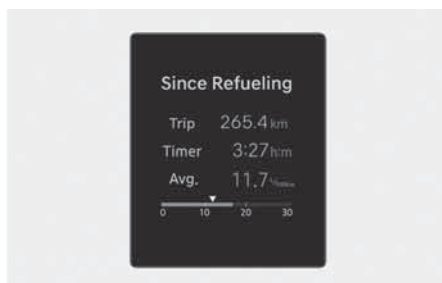 Since Refueling
Trip 265.4 km
Timer 3:27 h:m
Avg. 11.7
0 10 20 30